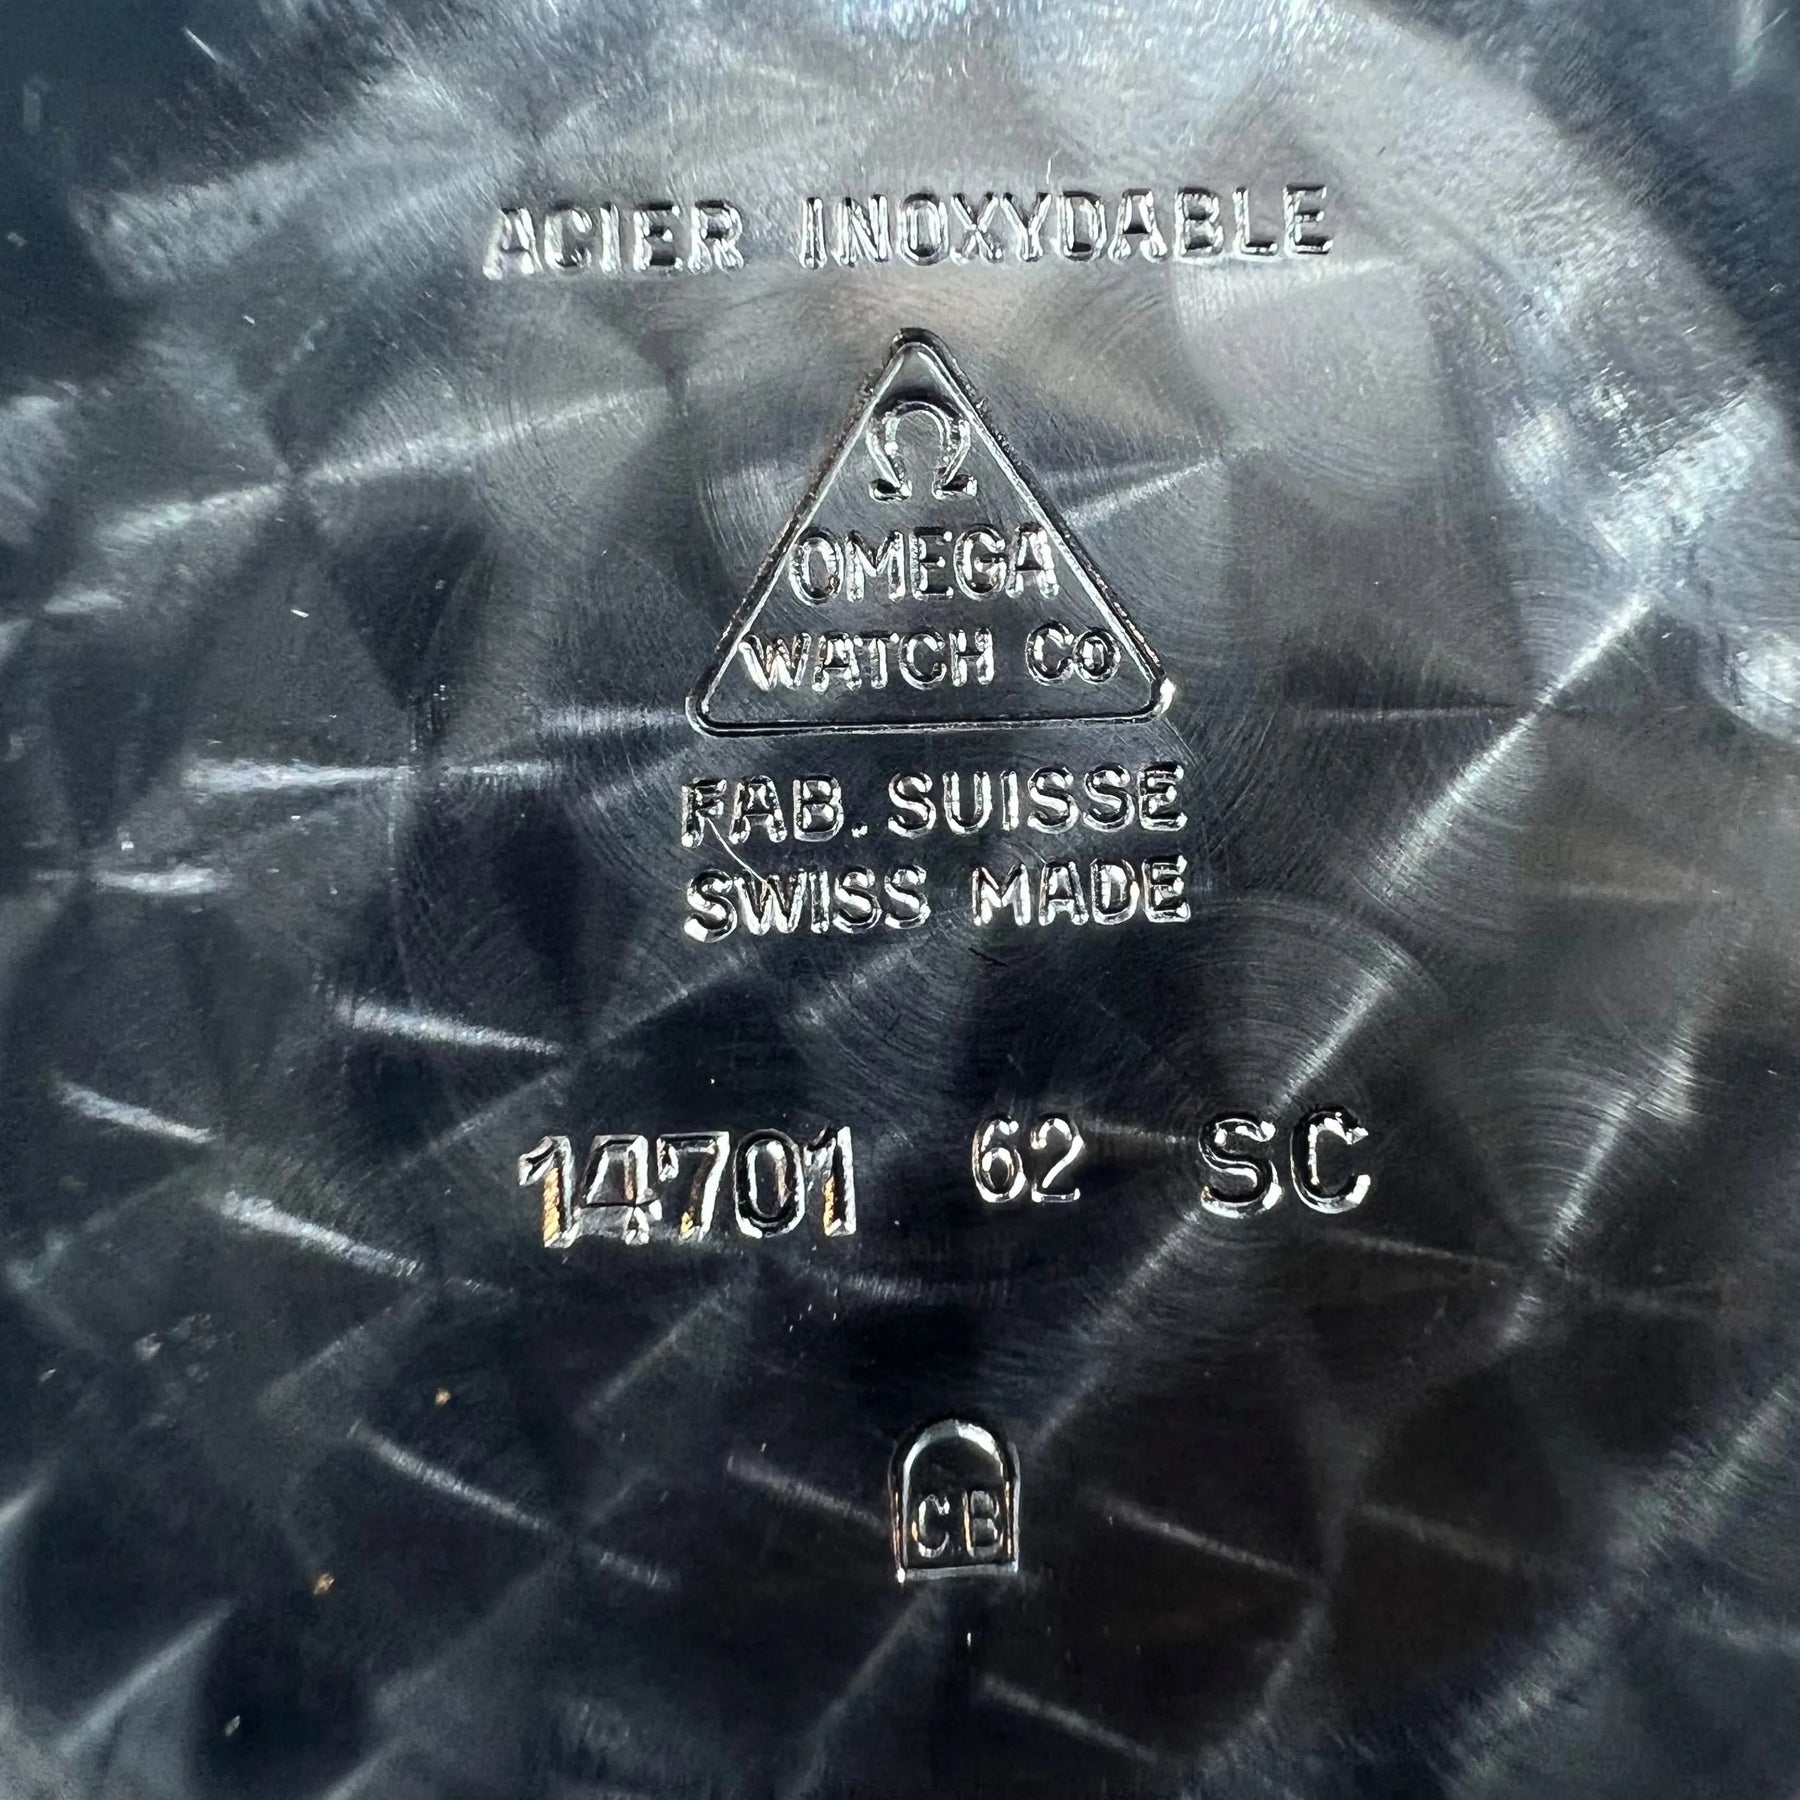 ACIER INOXYDABLE
Ω
OMEGA
WATCH Co
FAB. SUISSE
SWISS MADE
14701 62 SC
CB